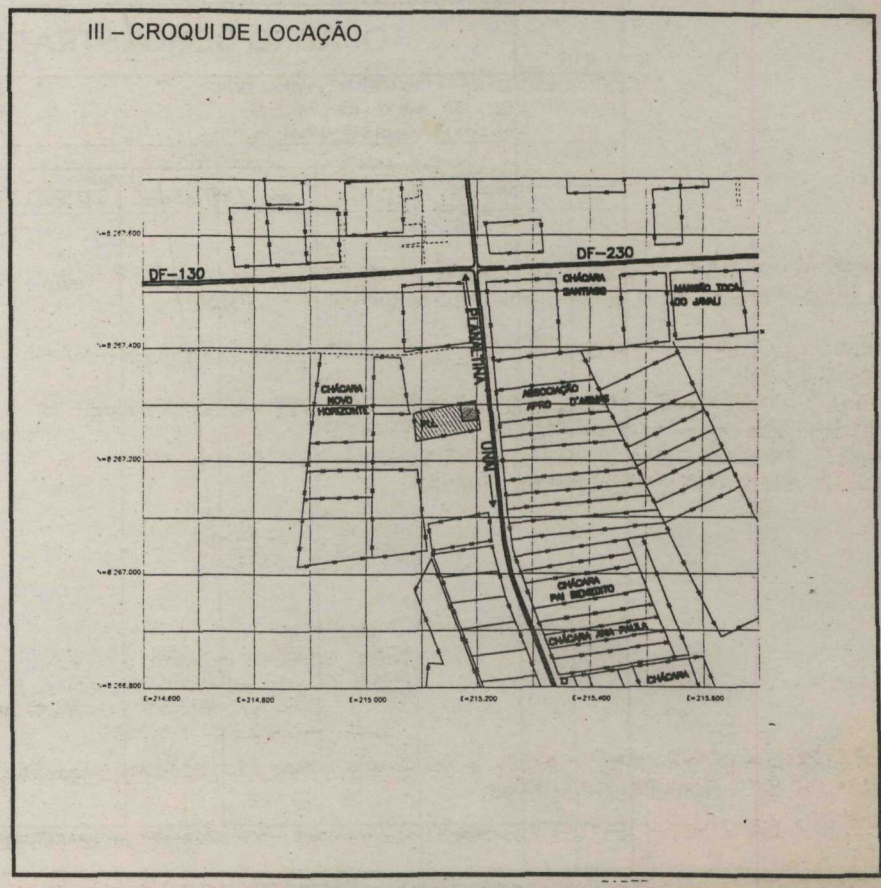 III – CROQUI DE LOCAÇÃO
N=8.267.600
DF-130
DF-230
CHÁCARA
SANTIAGO
MANSÃO TOCA
DO JAVALI
PLANALTINA
N=8.267.400
CHÁCARA
NOVO
HORIZONTE
ASSOCIAÇÃO
AFRO
UNAÍ
N=8.267.200
N=8.267.000
CHÁCARA
PAI BENEDITO
CHÁCARA ANA PAULA
CHÁCARA
N=8.266.800
E=214.600
E=214.800
E=215.000
E=215.200
E=215.400
E=215.600